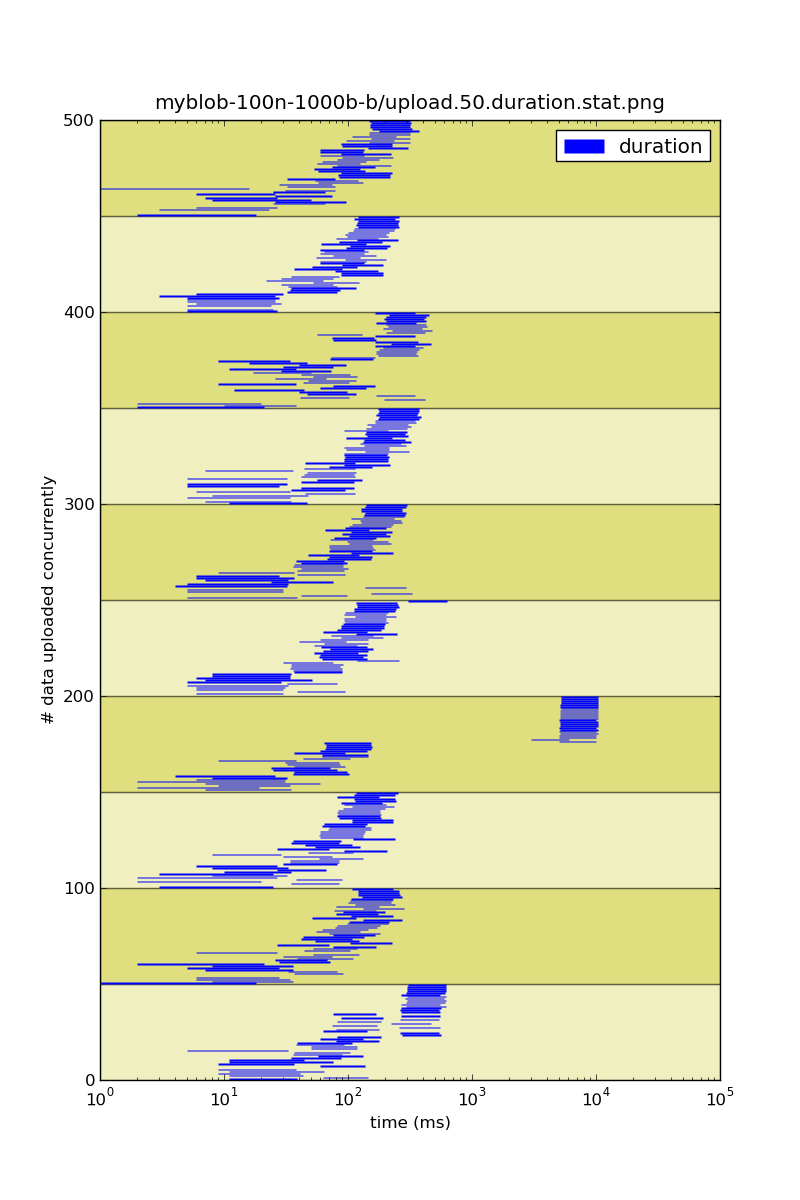 myblob-100n-1000b-b/upload.50.duration.stat.png
duration
500
400
300
200
100
0
# data uploaded concurrently
10^0 10^1 10^2 10^3 10^4 10^5
time (ms)